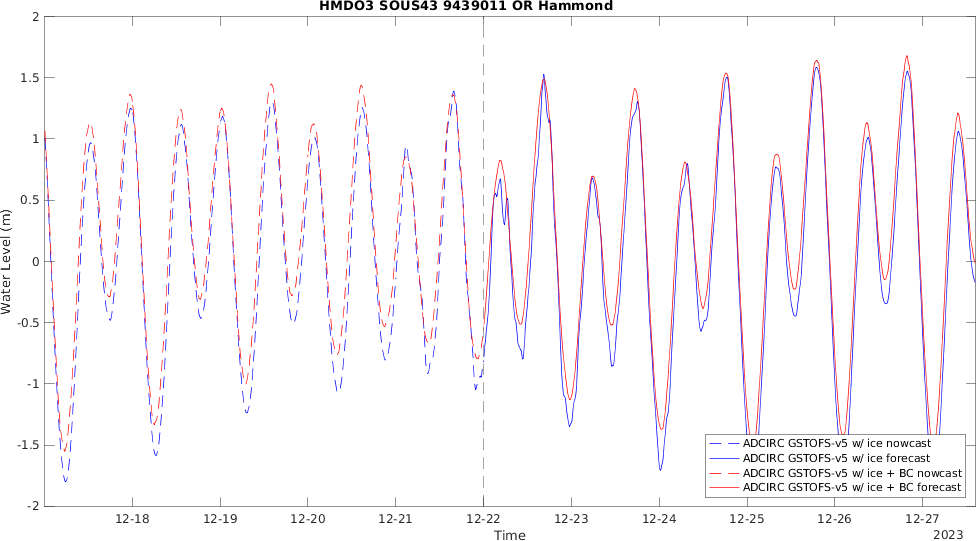 HMDO3 SOUS43 9439011 OR Hammond
2
1.5
1
0.5
0
-0.5
-1
-1.5
-2
Water Level (m)
12-18
12-19
12-20
12-21
12-22
12-23
12-24
12-25
12-26
12-27
Time
2023
ADCIRC GSTOFS-v5 w/ ice nowcast
ADCIRC GSTOFS-v5 w/ ice forecast
ADCIRC GSTOFS-v5 w/ ice + BC nowcast
ADCIRC GSTOFS-v5 w/ ice + BC forecast